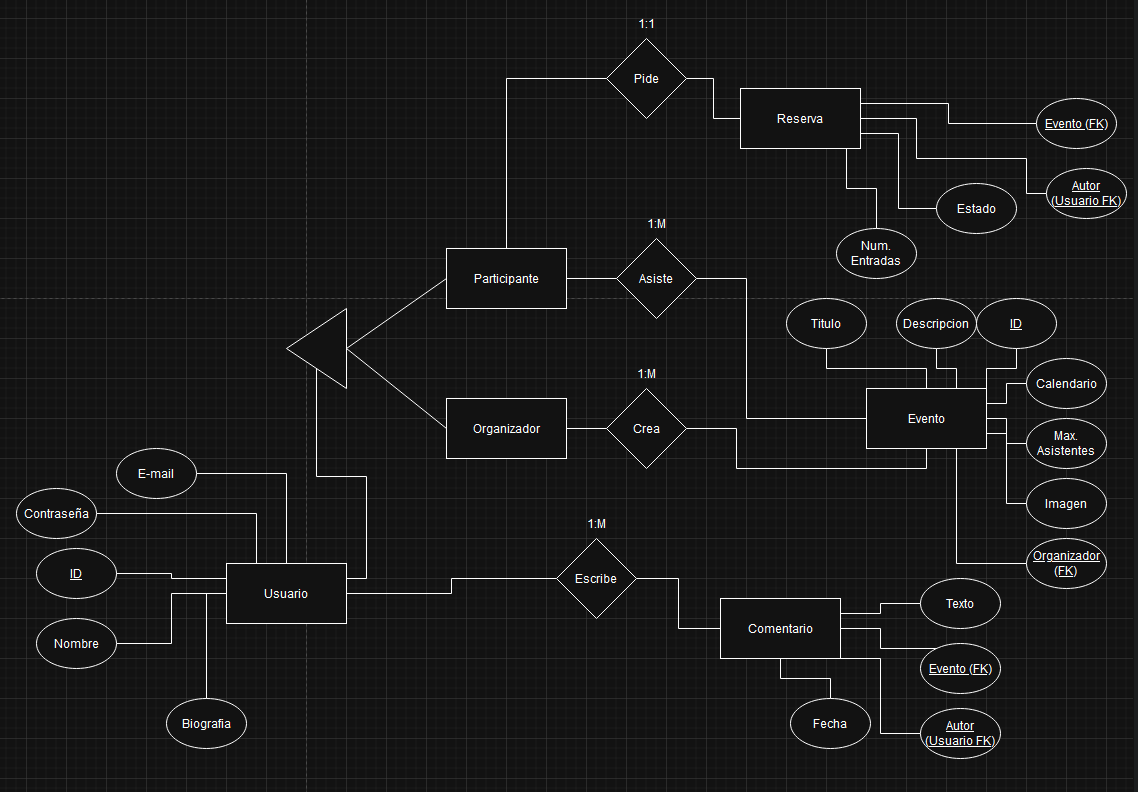 1:1
Pide
Reserva
Evento (FK)
Autor
(Usuario FK)
Estado
Num.
Entradas
1:M
Participante
Asiste
Titulo
Descripcion
ID
1:M
Calendario
Organizador
Crea
Evento
Max.
Asistentes
E-mail
Imagen
Contraseña
1:M
Organizador
(FK)
ID
Usuario
Escribe
Texto
Nombre
Comentario
Evento (FK)
Biografia
Fecha
Autor
(Usuario FK)